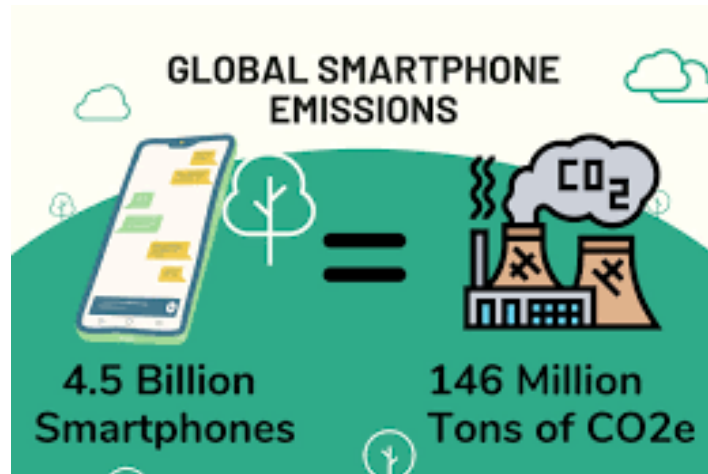 GLOBAL SMARTPHONE
EMISSIONS
CO2
4.5 Billion
Smartphones
146 Million
Tons of CO2e